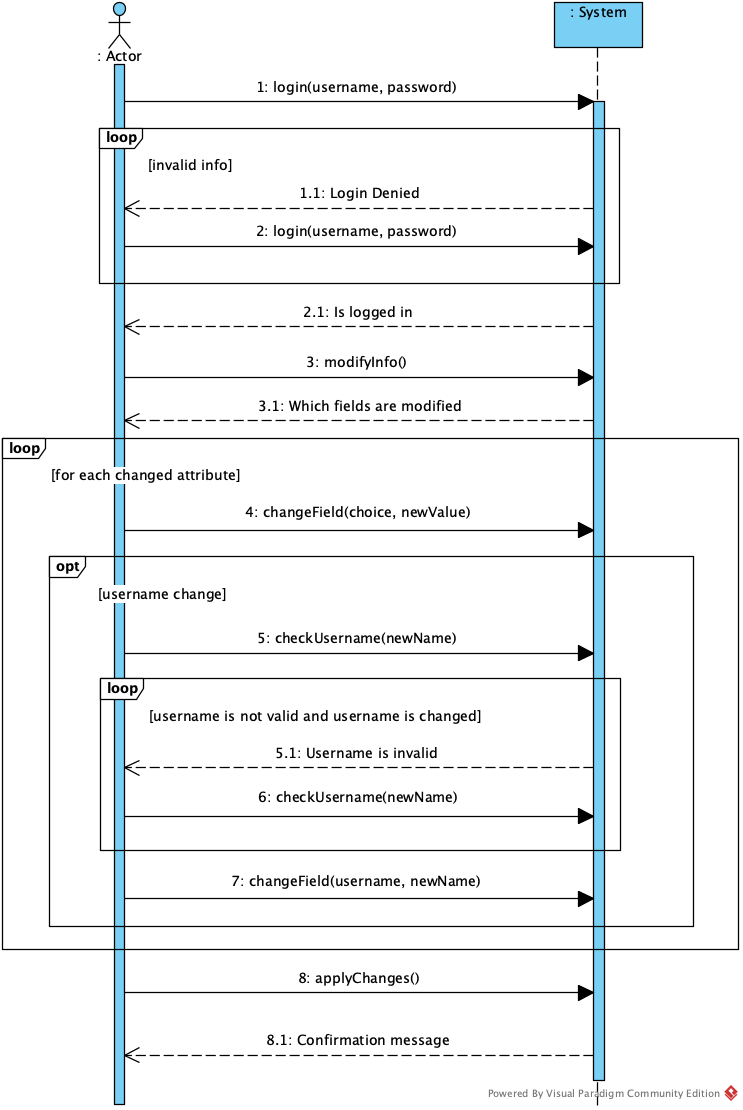 : System
: Actor
1: login(username, password)
loop
[invalid info]
1.1: Login Denied
2: login(username, password)
2.1: Is logged in
3: modifyInfo()
3.1: Which fields are modified
loop
[for each changed attribute]
4: changeField(choice, newValue)
opt
[username change]
5: checkUsername(newName)
loop
[username is not valid and username is changed]
5.1: Username is invalid
6: checkUsername(newName)
7: changeField(username, newName)
8: applyChanges()
8.1: Confirmation message
Powered By Visual Paradigm Community Edition